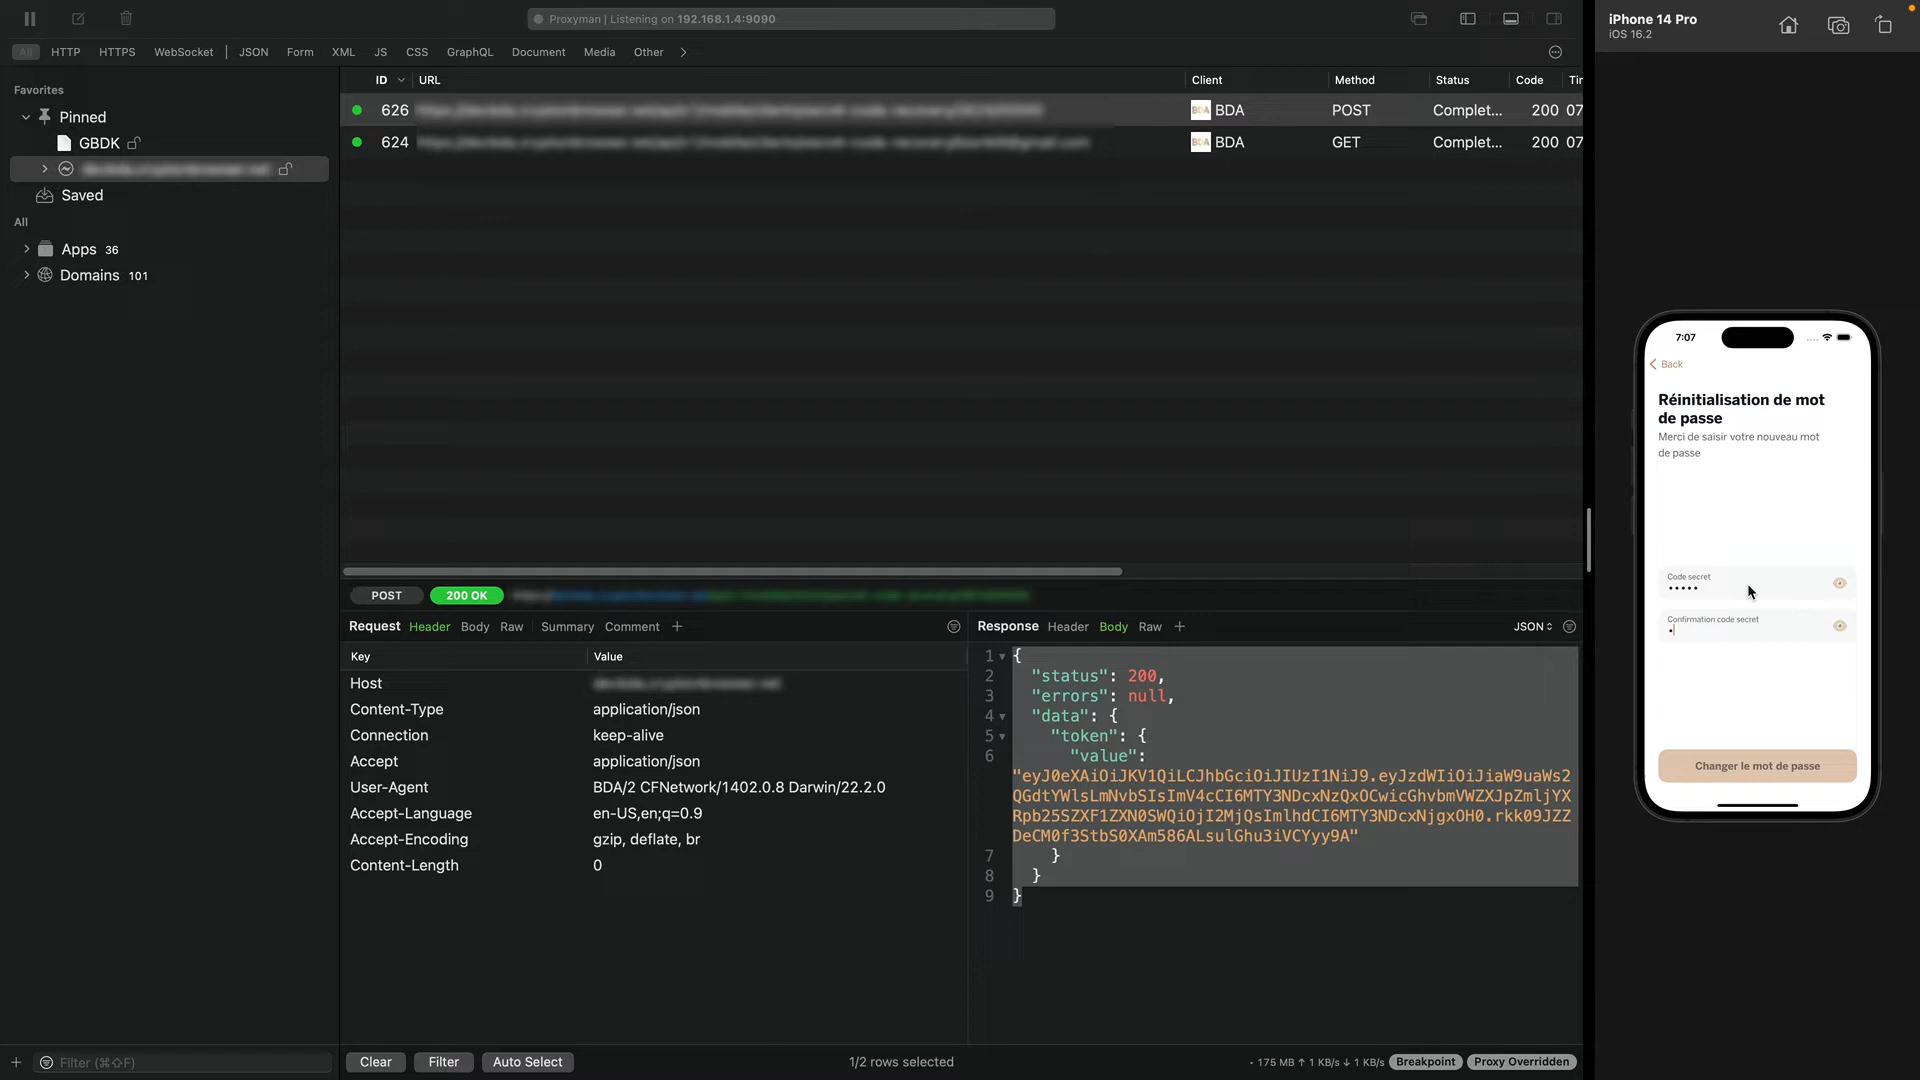 Proxyman | Listening on 192.168.1.4:9090
iPhone 14 Pro
iOS 16.2
All HTTP HTTPS WebSocket JSON Form XML JS CSS GraphQL Document Media Other
Favorites
Pinned
GBDK
Saved
All
Apps 36
Domains 101
ID URL Client Method Status Code
626 BDA BDA POST Complet... 200 07
624 BDA BDA GET Complet... 200 07
POST 200 OK
Request Header Body Raw Summary Comment +
Key Value
Host
Content-Type application/json
Connection keep-alive
Accept application/json
User-Agent BDA/2 CFNetwork/1402.0.8 Darwin/22.2.0
Accept-Language en-US,en;q=0.9
Accept-Encoding gzip, deflate, br
Content-Length 0
Response Header Body Raw + JSON
1 {
2 "status": 200,
3 "errors": null,
4 "data": {
5 "token": {
6 "value":
"eyJ0eXAiOiJKV1QiLCJhbGciOiJIUzI1NiJ9.eyJzdWIiOiJiaW9uaWs2
QGdtYWlsLmNvbSIsImV4cCI6MTY3NDcxNzQxOCwicGhvbmVWZXJpZmljYX
Rpb25SZXF1ZXN0SWQiOjI2MjQsImlhdCI6MTY3NDcxNjgxOH0.rkk09JZZ
DeCM0f3StbS0XAm586ALsulGhu3iVCYyy9A"
7 }
8 }
9 }
7:07
Back
Réinitialisation de mot
de passe
Merci de saisir votre nouveau mot
de passe
Code secret
•••••
Confirmation code secret
•
Changer le mot de passe
Filter (⌘⇧F)
Clear Filter Auto Select 1/2 rows selected • 175 MB ↑ 1 KB/s ↓ 1 KB/s Breakpoint Proxy Overridden